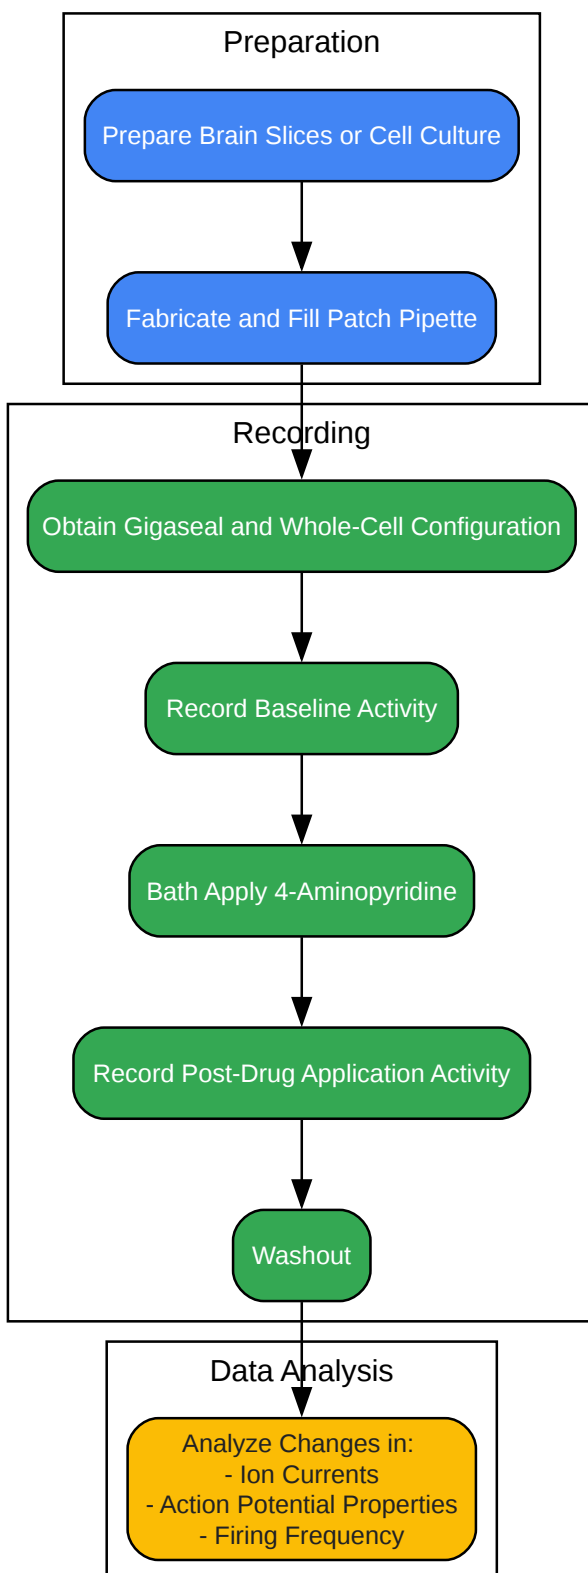 Preparation
Prepare Brain Slices or Cell Culture
Fabricate and Fill Patch Pipette
Recording
Obtain Gigaseal and Whole-Cell Configuration
Record Baseline Activity
Bath Apply 4-Aminopyridine
Record Post-Drug Application Activity
Washout
Data Analysis
Analyze Changes in:
- Ion Currents
- Action Potential Properties
- Firing Frequency